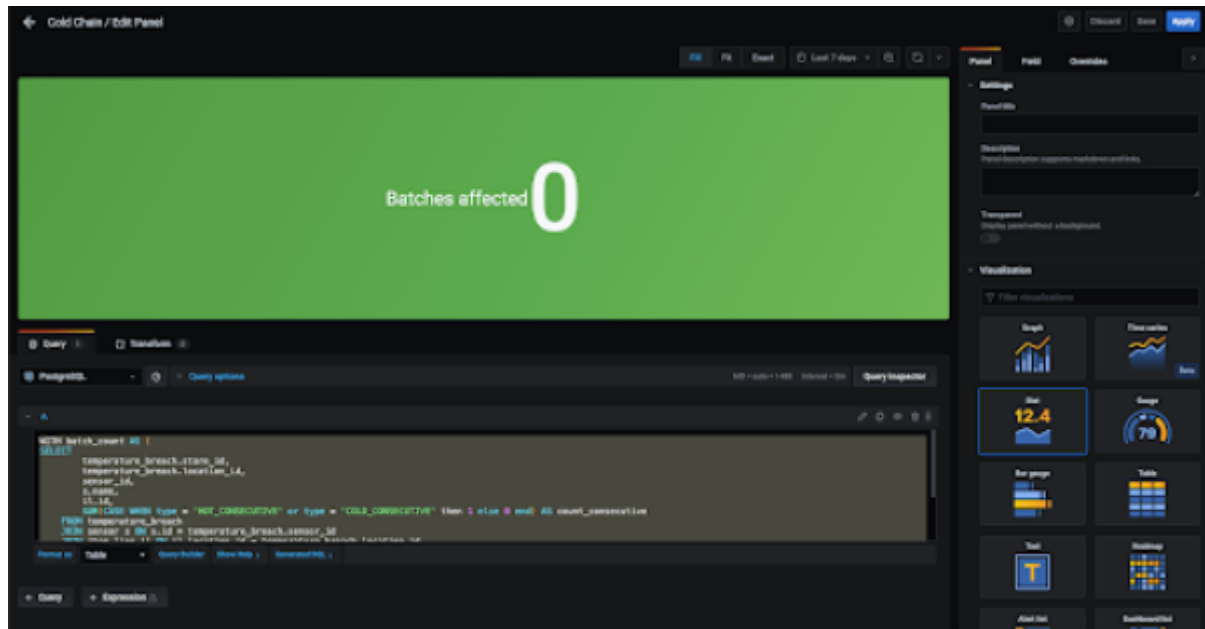 Cold Chain / Edit Panel
Discard Save Apply
Fill Fit Exact Last 7 days
Panel Field Overrides
Batches affected 0
Settings
Panel title
Description
Panel description supports markdown and links.
Transparent
Display panel without a background.
Visualization
Filter visualizations
Graph Time series
Beta
Stat Gauge
12.4 79
Bar gauge Table
Text Heatmap
T
Alert list Dashboard list
Query 1 Transform 0
PostgreSQL Query options Query inspector
A
WITH batch_count AS (
SELECT
temperature_breach.store_id,
temperature_breach.location_id,
sensor_id,
s.name,
il.id,
SUM(CASE WHEN type = 'HOT_CONSECUTIVE' or type = 'COLD_CONSECUTIVE' then 1 else 0 end) AS count_consecutive
FROM temperature_breach
JOIN sensor s ON s.id = temperature_breach.sensor_id
Format as Table Query Builder Show Help Generated SQL
+ Query + Expression